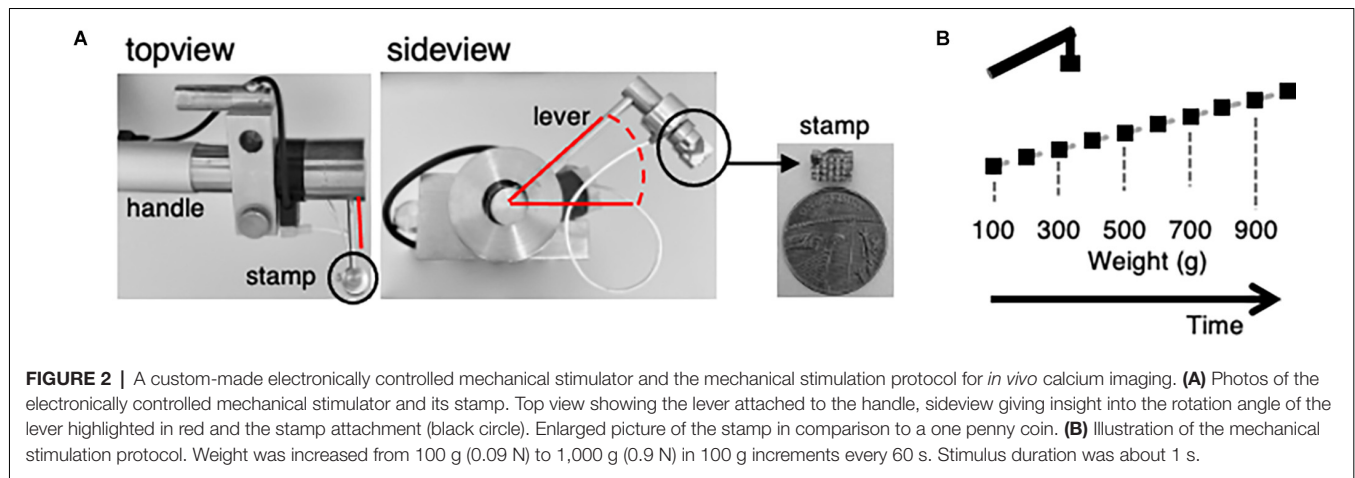 A
topview
sideview
handle
stamp
lever
stamp
B
100 300 500 700 900
Weight (g)
Time
FIGURE 2 | A custom-made electronically controlled mechanical stimulator and the mechanical stimulation protocol for in vivo calcium imaging. (A) Photos of the
electronically controlled mechanical stimulator and its stamp. Top view showing the lever attached to the handle, sideview giving insight into the rotation angle of the
lever highlighted in red and the stamp attachment (black circle). Enlarged picture of the stamp in comparison to a one penny coin. (B) Illustration of the mechanical
stimulation protocol. Weight was increased from 100 g (0.09 N) to 1,000 g (0.9 N) in 100 g increments every 60 s. Stimulus duration was about 1 s.